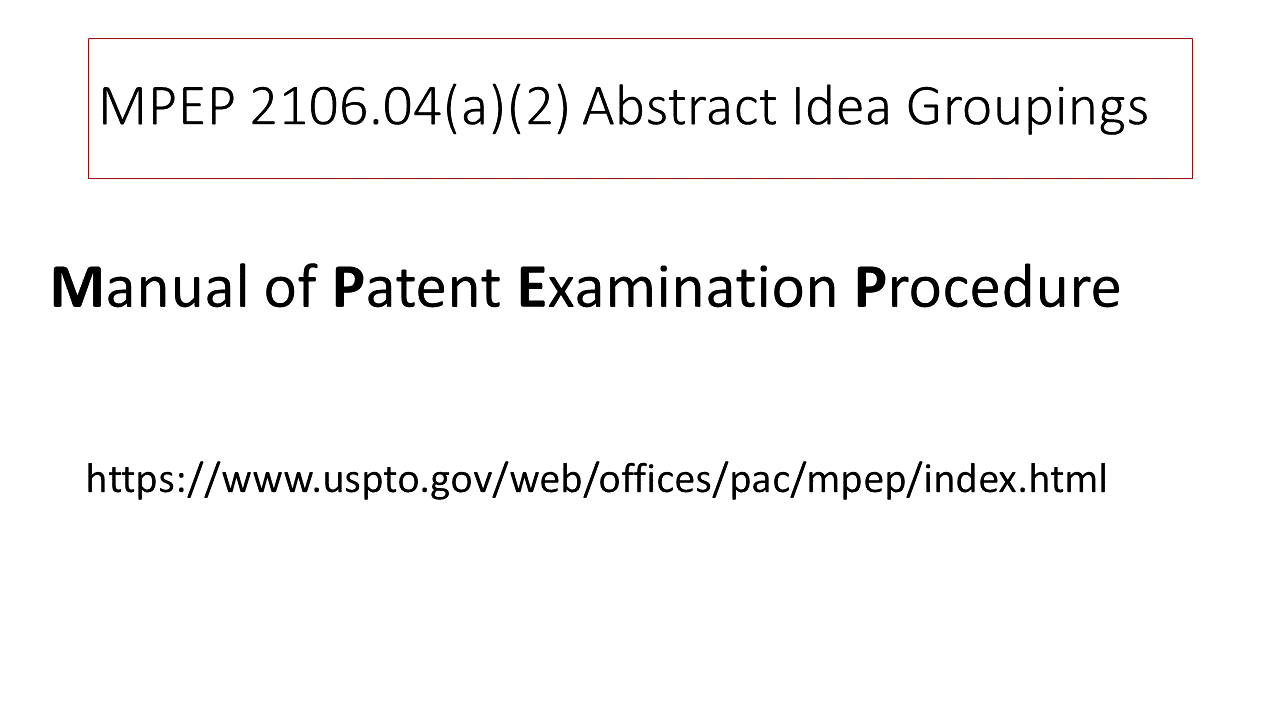 MPEP 2106.04(a)(2) Abstract Idea Groupings
Manual of Patent Examination Procedure
https://www.uspto.gov/web/offices/pac/mpep/index.html